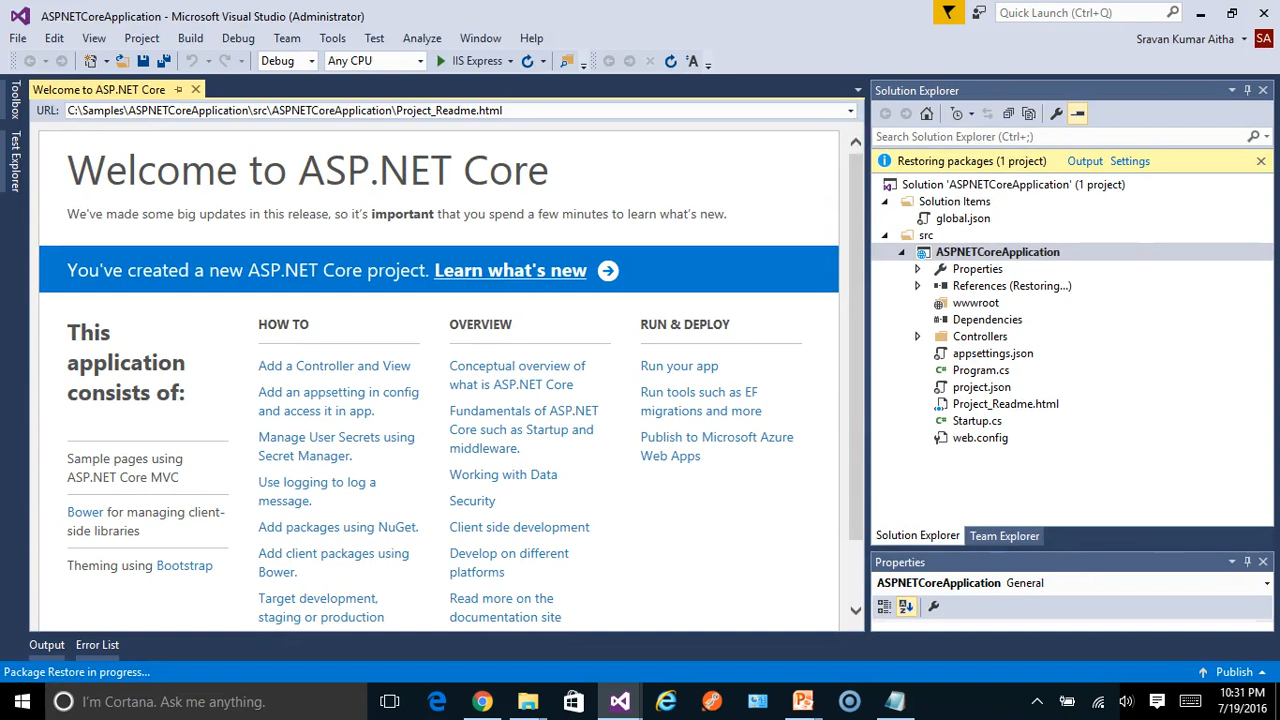 ASPNETCoreApplication - Microsoft Visual Studio (Administrator)
Quick Launch (Ctrl+Q)
File Edit View Project Build Debug Team Tools Test Analyze Window Help
Sravan Kumar Aitha SA
Debug Any CPU IIS Express
Toolbox
Test Explorer
Welcome to ASP.NET Core
URL: C:\Samples\ASPNETCoreApplication\src\ASPNETCoreApplication\Project_Readme.html
Welcome to ASP.NET Core
We've made some big updates in this release, so it's important that you spend a few minutes to learn what's new.
You've created a new ASP.NET Core project. Learn what's new
This
application
consists of:
Sample pages using
ASP.NET Core MVC
Bower for managing client-
side libraries
Theming using Bootstrap
HOW TO
Add a Controller and View
Add an appsetting in config
and access it in app.
Manage User Secrets using
Secret Manager.
Use logging to log a
message.
Add packages using NuGet.
Add client packages using
Bower.
Target development,
staging or production
OVERVIEW
Conceptual overview of
what is ASP.NET Core
Fundamentals of ASP.NET
Core such as Startup and
middleware.
Working with Data
Security
Client side development
Develop on different
platforms
Read more on the
documentation site
RUN & DEPLOY
Run your app
Run tools such as EF
migrations and more
Publish to Microsoft Azure
Web Apps
Solution Explorer
Search Solution Explorer (Ctrl+;)
Restoring packages (1 project) Output Settings
Solution 'ASPNETCoreApplication' (1 project)
Solution Items
global.json
src
ASPNETCoreApplication
Properties
References (Restoring...)
wwwroot
Dependencies
Controllers
appsettings.json
Program.cs
project.json
Project_Readme.html
Startup.cs
web.config
Solution Explorer Team Explorer
Properties
ASPNETCoreApplication General
Output Error List
Package Restore in progress...
Publish
I'm Cortana. Ask me anything.
10:31 PM
7/19/2016